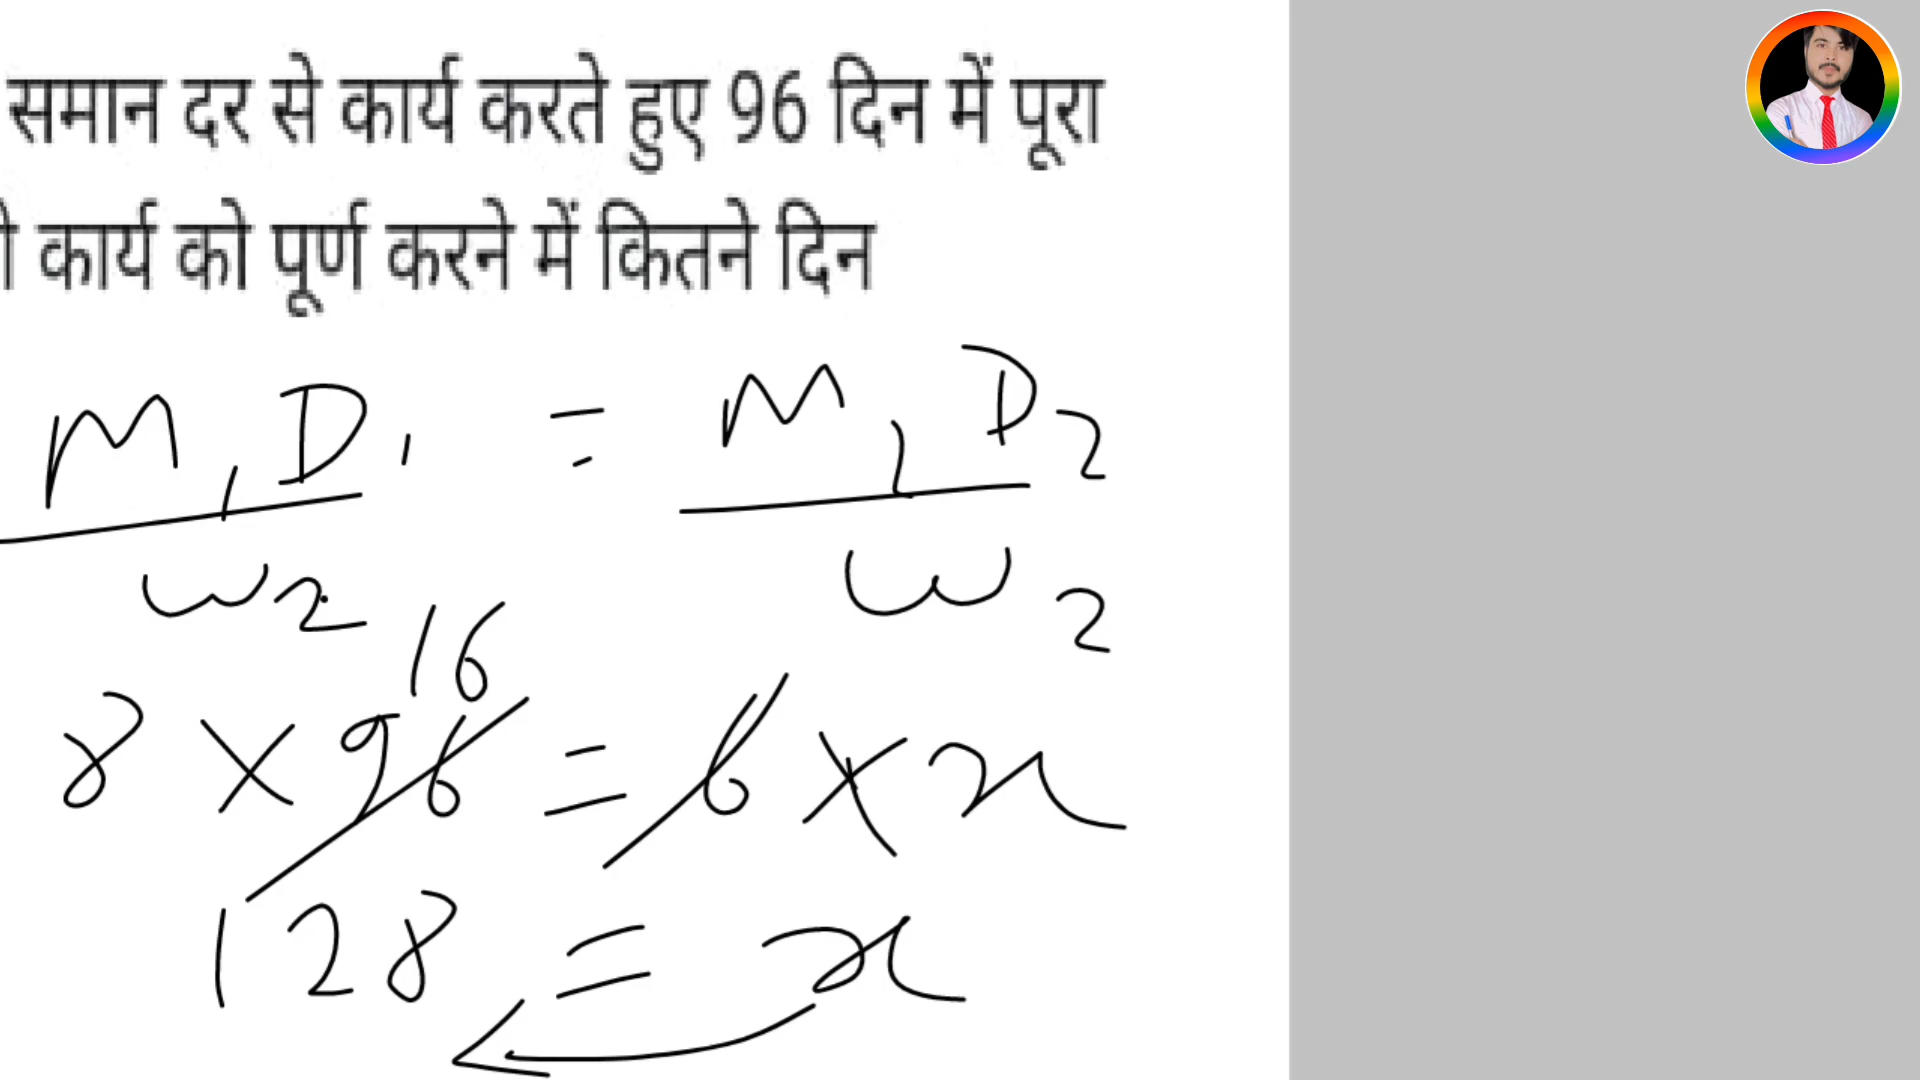 समान दर से कार्य करते हुए 96 दिन में पूरा
कार्य को पूर्ण करने में कितने दिन
M1D1 = M2D2
W2 W2
16
8 × 96 = 6 × x
128 = x